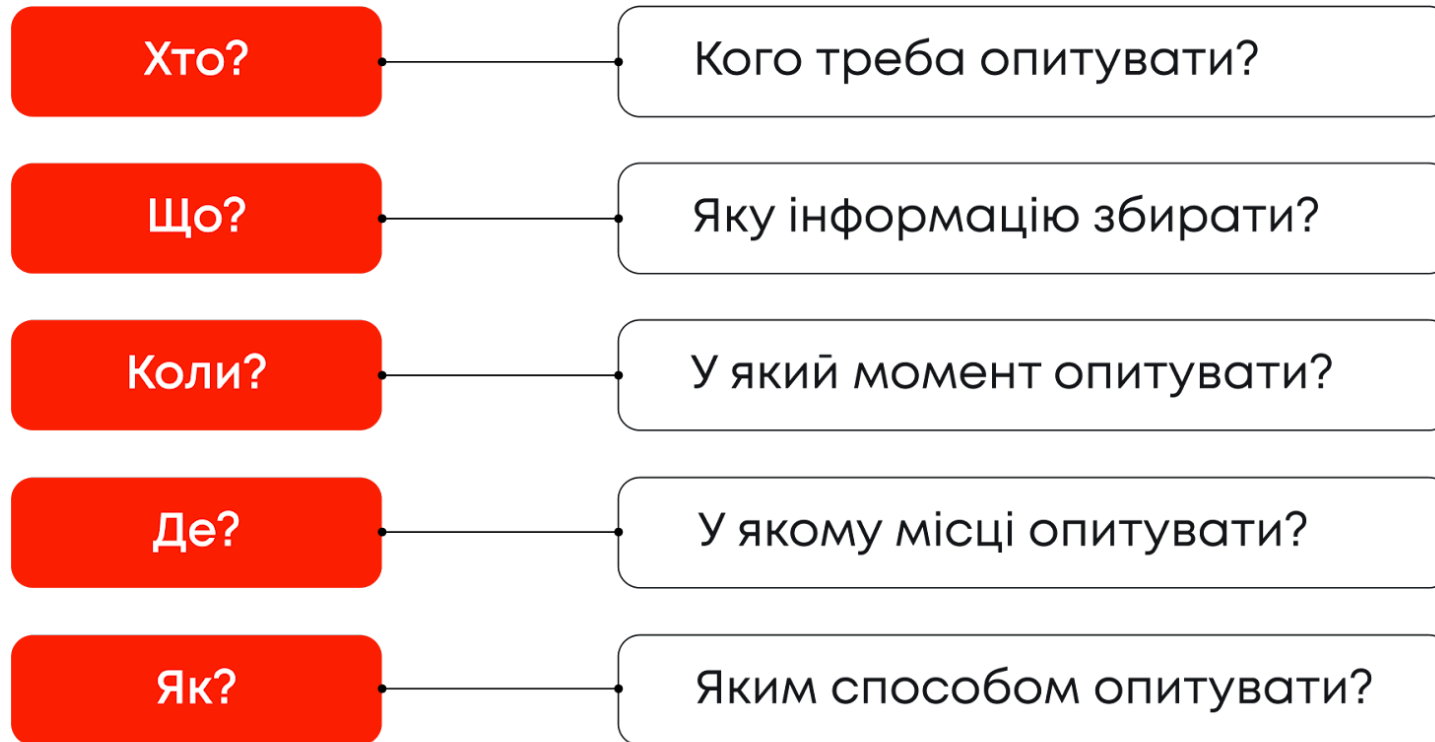 Хто?
Кого треба опитувати?
Що?
Яку інформацію збирати?
Коли?
У який момент опитувати?
Де?
У якому місці опитувати?
Як?
Яким способом опитувати?